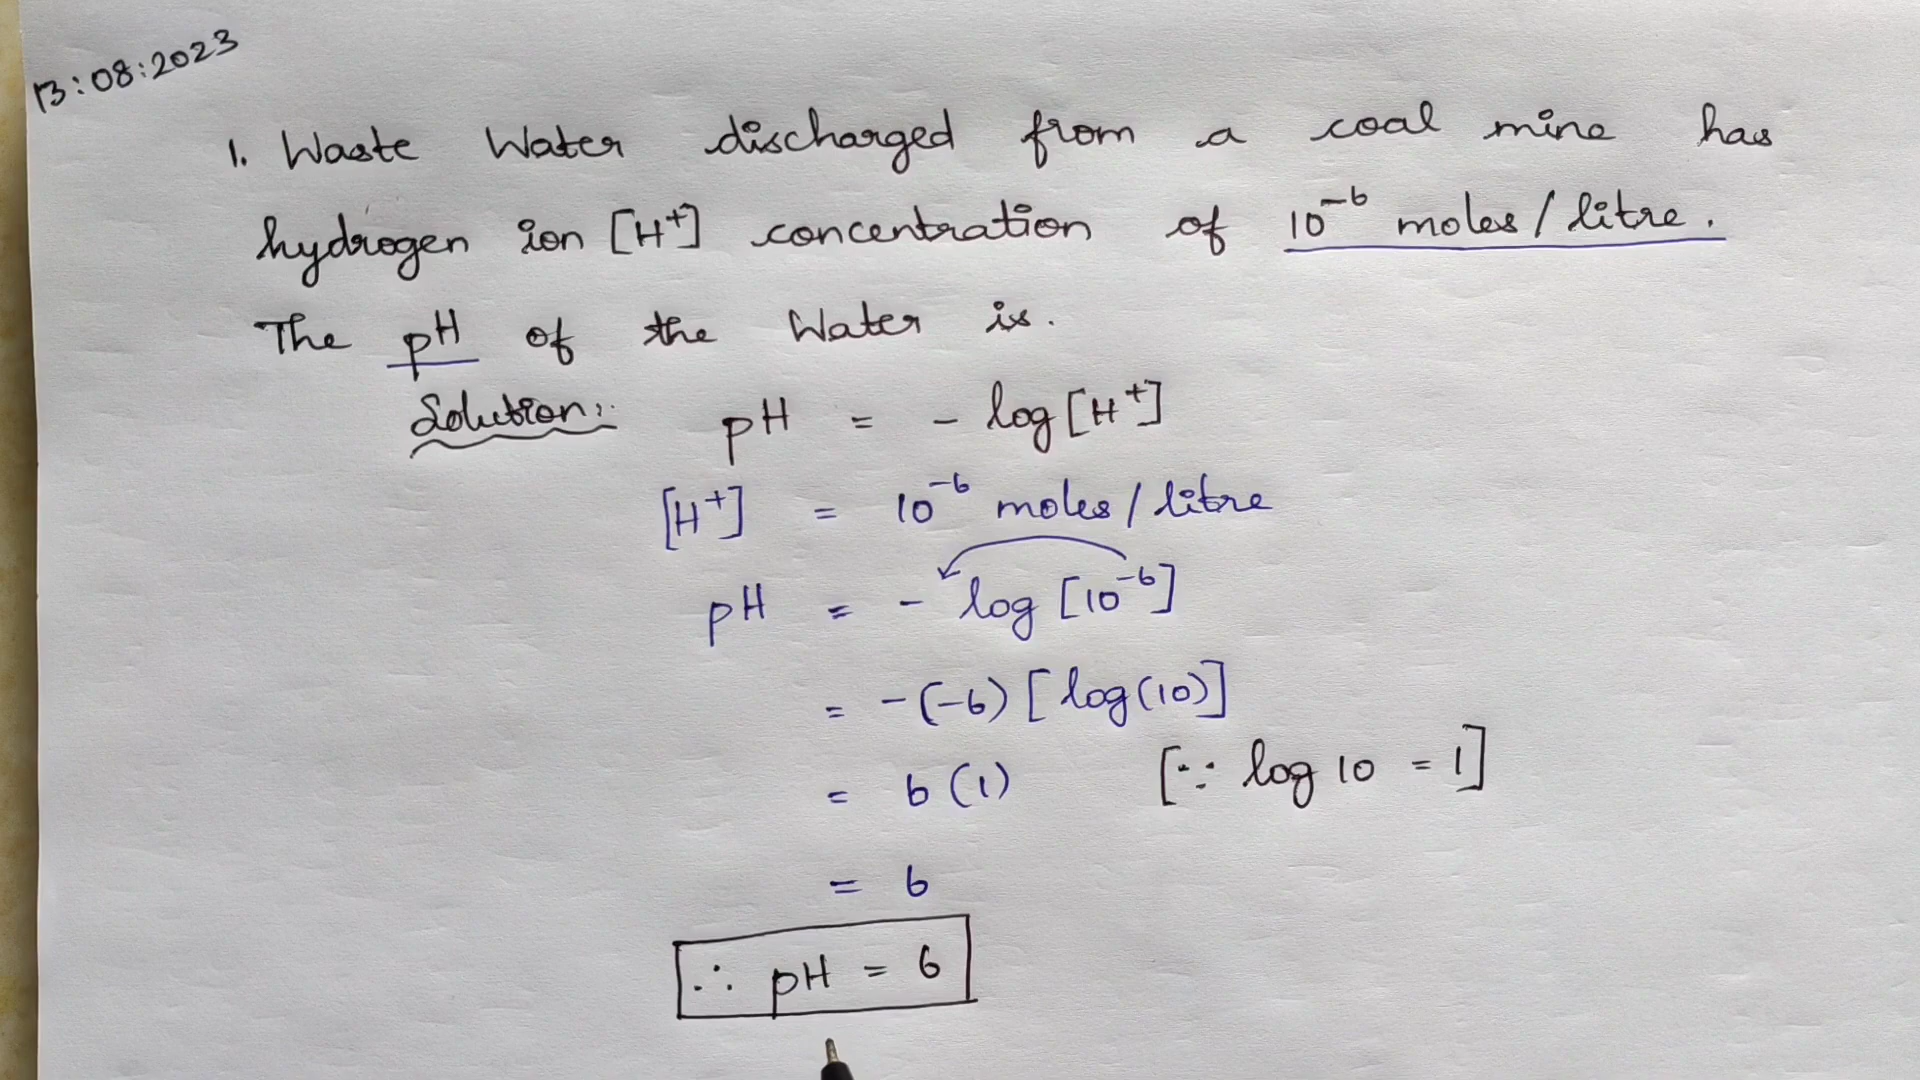 13:08:2023
1. Waste Water discharged from a coal mine has
hydrogen ion [H⁺] concentration of 10⁻⁶ moles/litre.
The pH of the Water is.
Solution:
pH = - log[H⁺]
[H⁺] = 10⁻⁶ moles/litre
pH = - log [10⁻⁶]
= -(-6) [log(10)]
= 6 (1) [∵ log 10 = 1]
= 6
∴ pH = 6